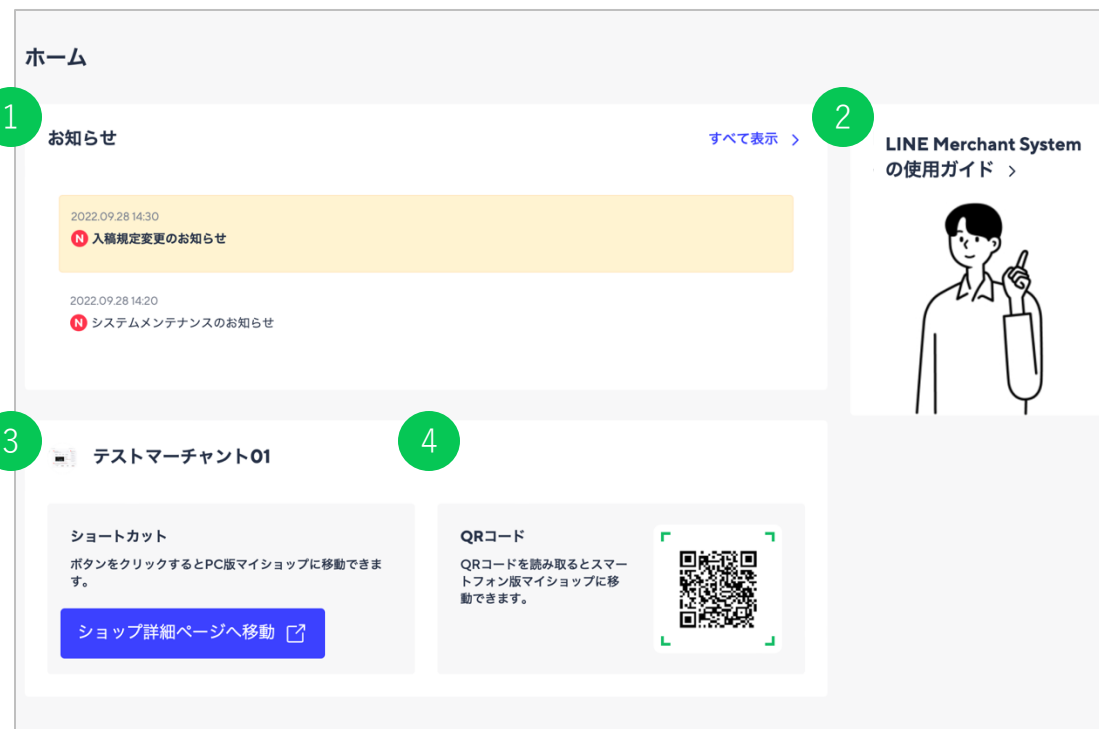 ホーム
1
お知らせ
すべて表示
2022.09.28 14:30
N 入稿規定変更のお知らせ
2022.09.28 14:20
N システムメンテナンスのお知らせ
2
LINE Merchant System
の使用ガイド
3
テストマーチャント01
ショートカット
ボタンをクリックするとPC版マイショップに移動できま
す。
ショップ詳細ページへ移動
4
QRコード
QRコードを読み取るとスマー
トフォン版マイショップに移
動できます。